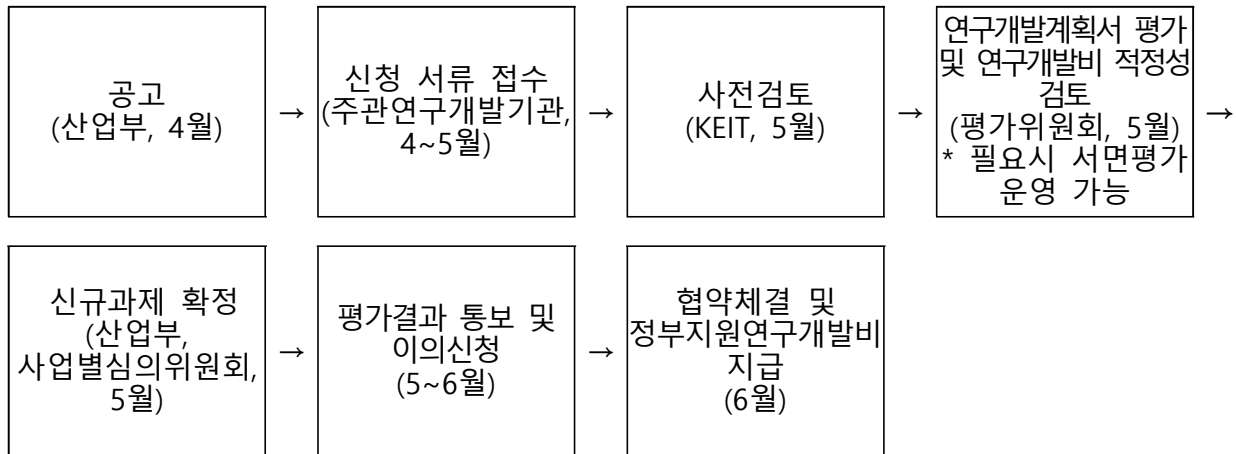 공고
(산업부, 4월)
→
신청 서류 접수
(주관연구개발기관,
4~5월)
→
사전검토
(KEIT, 5월)
→
연구개발계획서 평가
및 연구개발비 적정성
검토
(평가위원회, 5월)
* 필요시 서면평가
운영 가능
→
신규과제 확정
(산업부,
사업별심의위원회,
5월)
→
평가결과 통보 및
이의신청
(5~6월)
→
협약체결 및
정부지원연구개발비
지급
(6월)